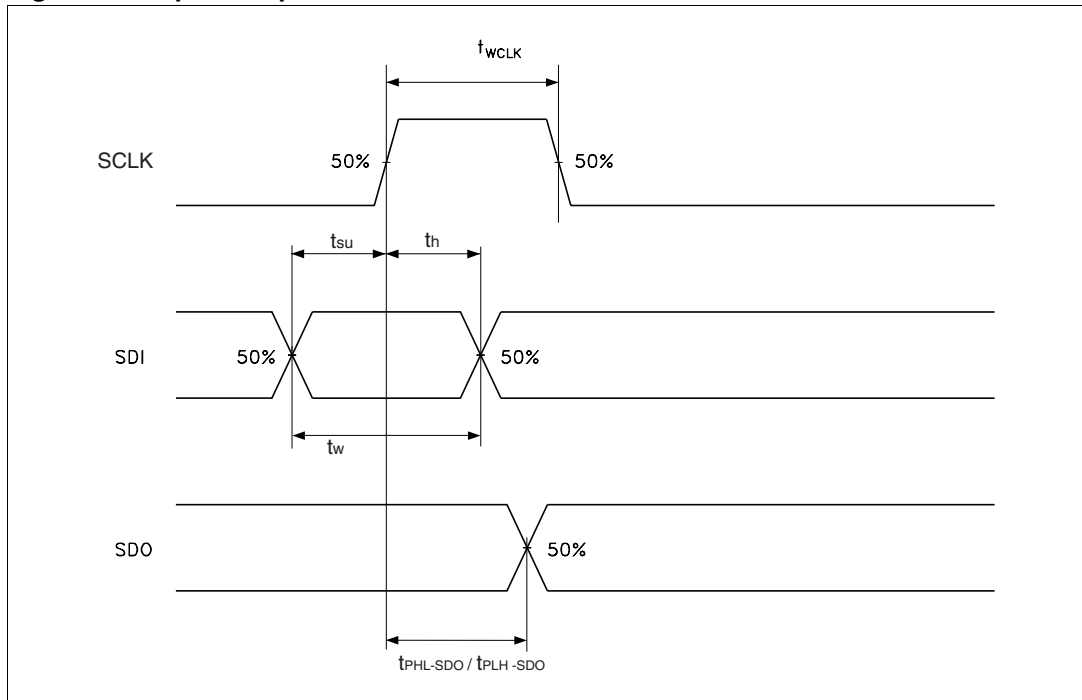 tWCLK
SCLK 50% 50%
tsu th
SDI 50% 50%
tw
SDO 50%
tPHL-SDO / tPLH -SDO